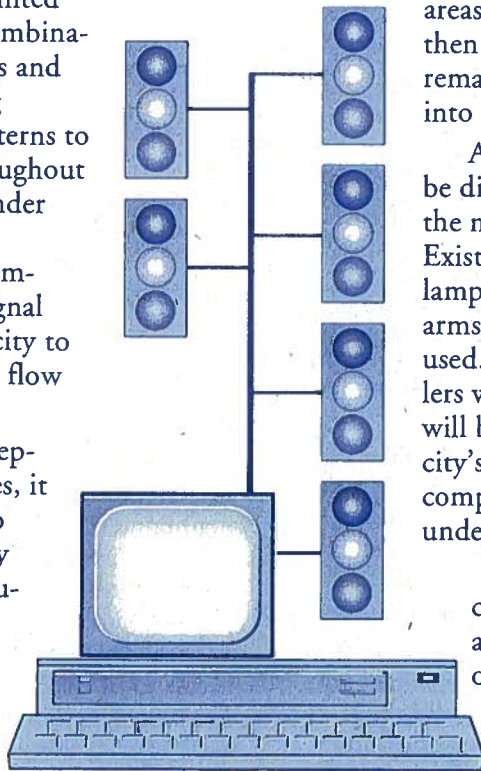 mbina-
s and
terns to
ughout
nder
m-
gnal
city to
flow
ep-
es, it
o
y
u-
areas
then
rema
into
A
be di
the n
Exist
lamp
arms
used.
lers w
will b
city's
comp
unde